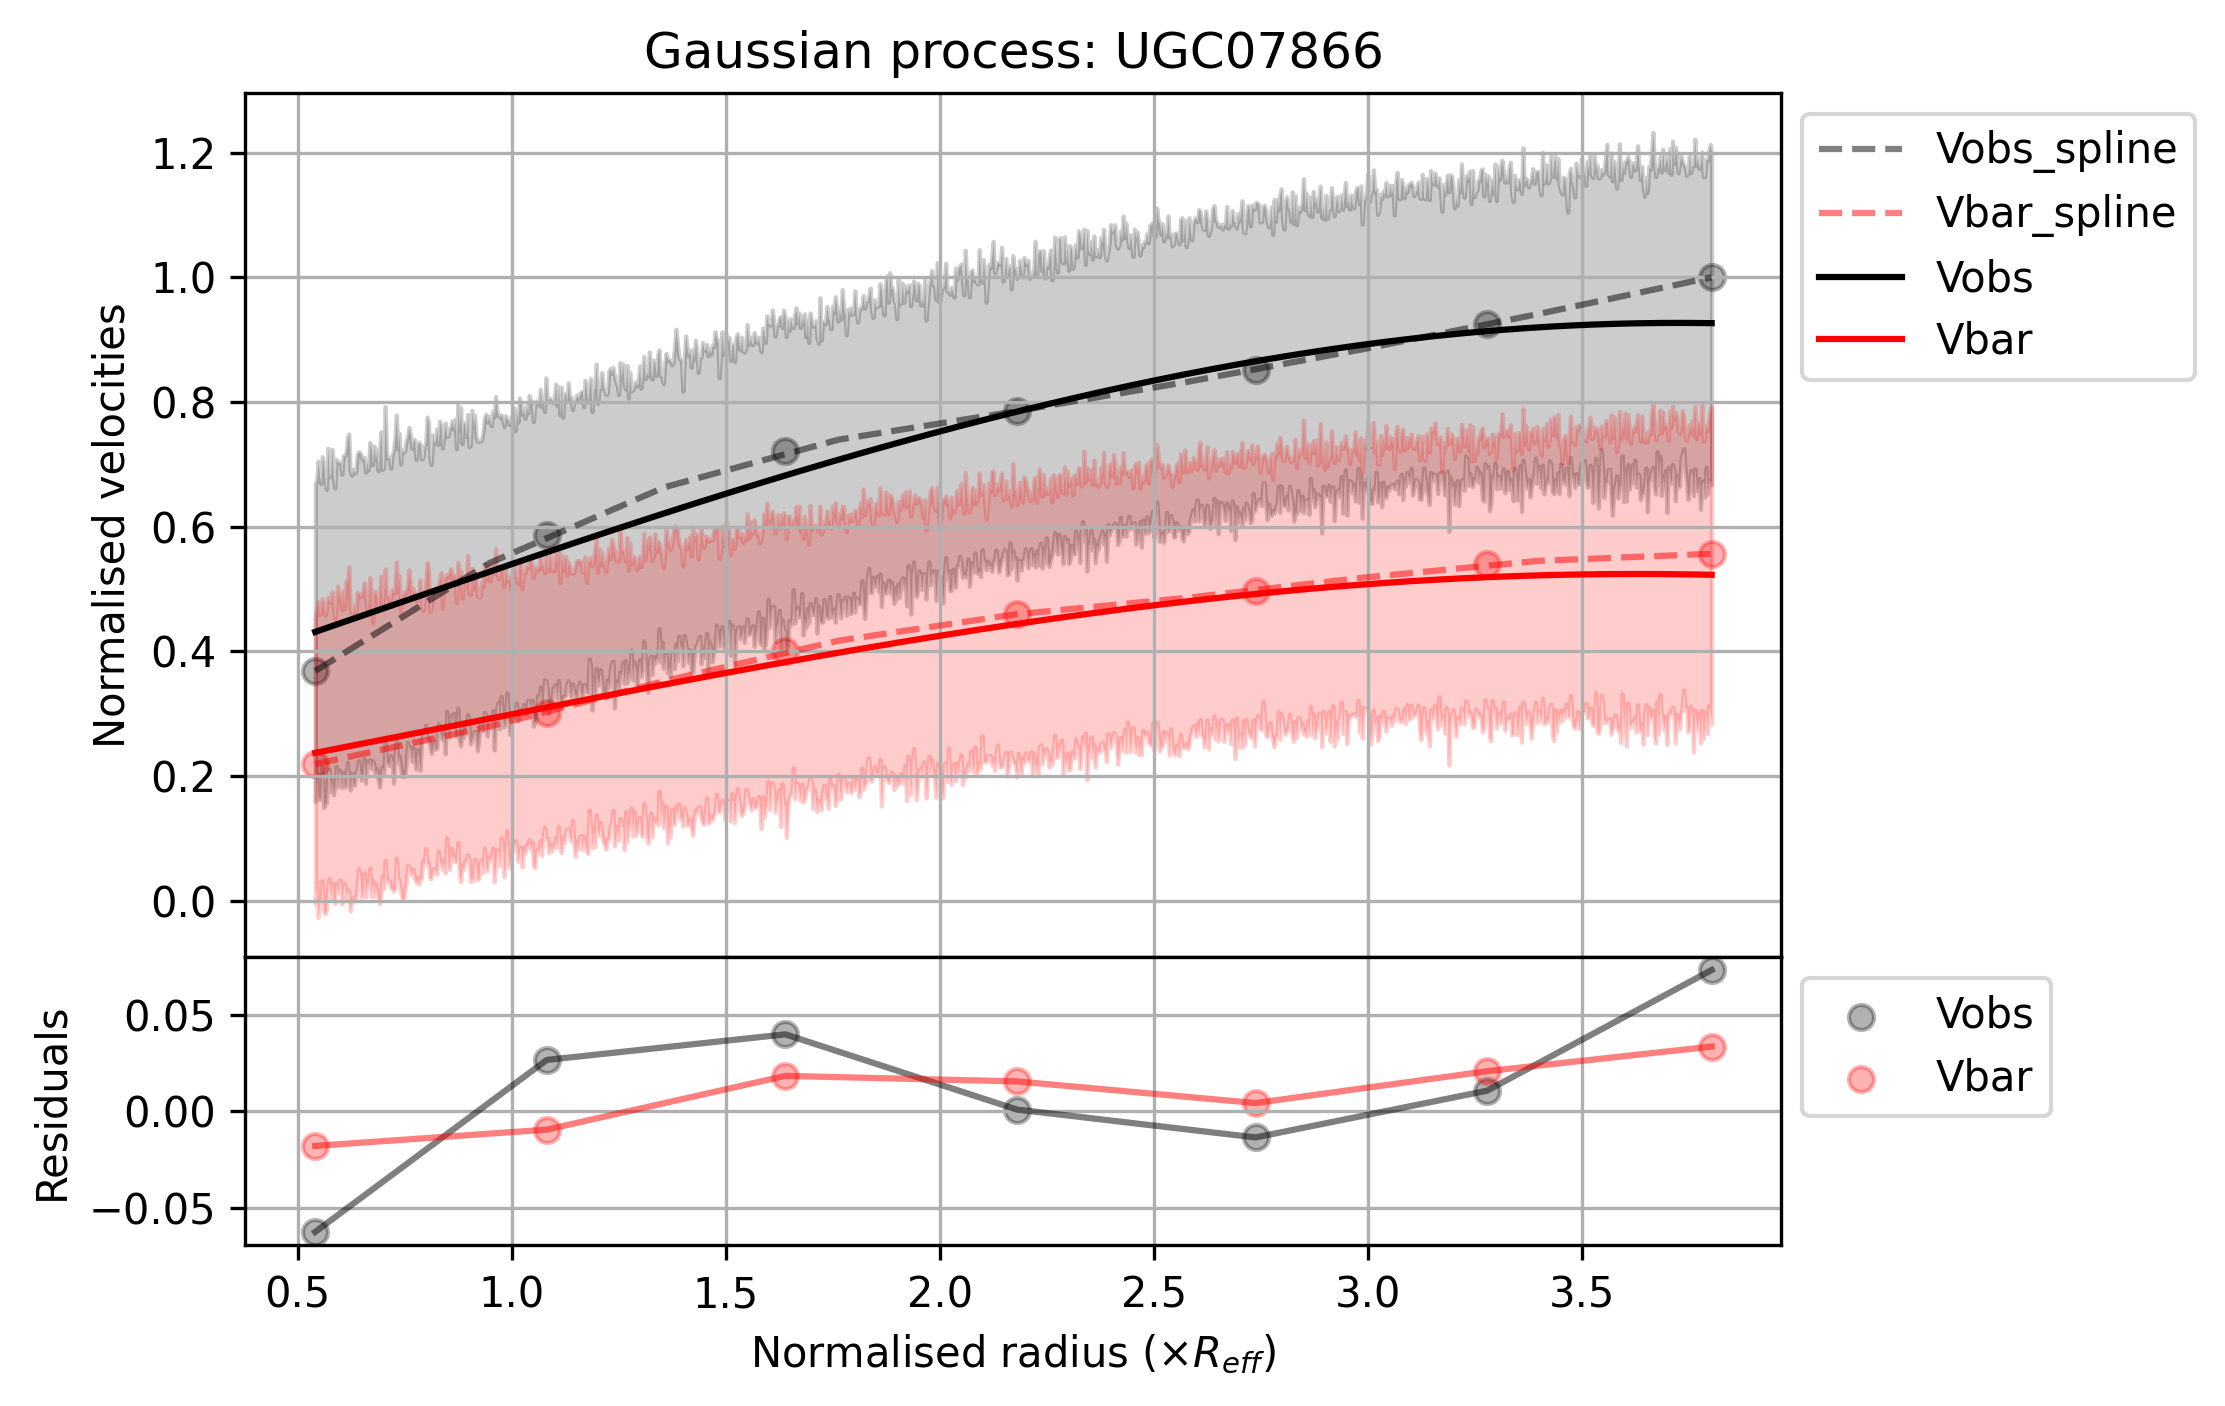 Gaussian process: UGC07866
Normalised velocities
1.2
1.0
0.8
0.6
0.4
0.2
0.0
Vobs_spline
Vbar_spline
Vobs
Vbar
Residuals
0.05
0.00
−0.05
Vobs
Vbar
0.5 1.0 1.5 2.0 2.5 3.0 3.5
Normalised radius (×R_eff)